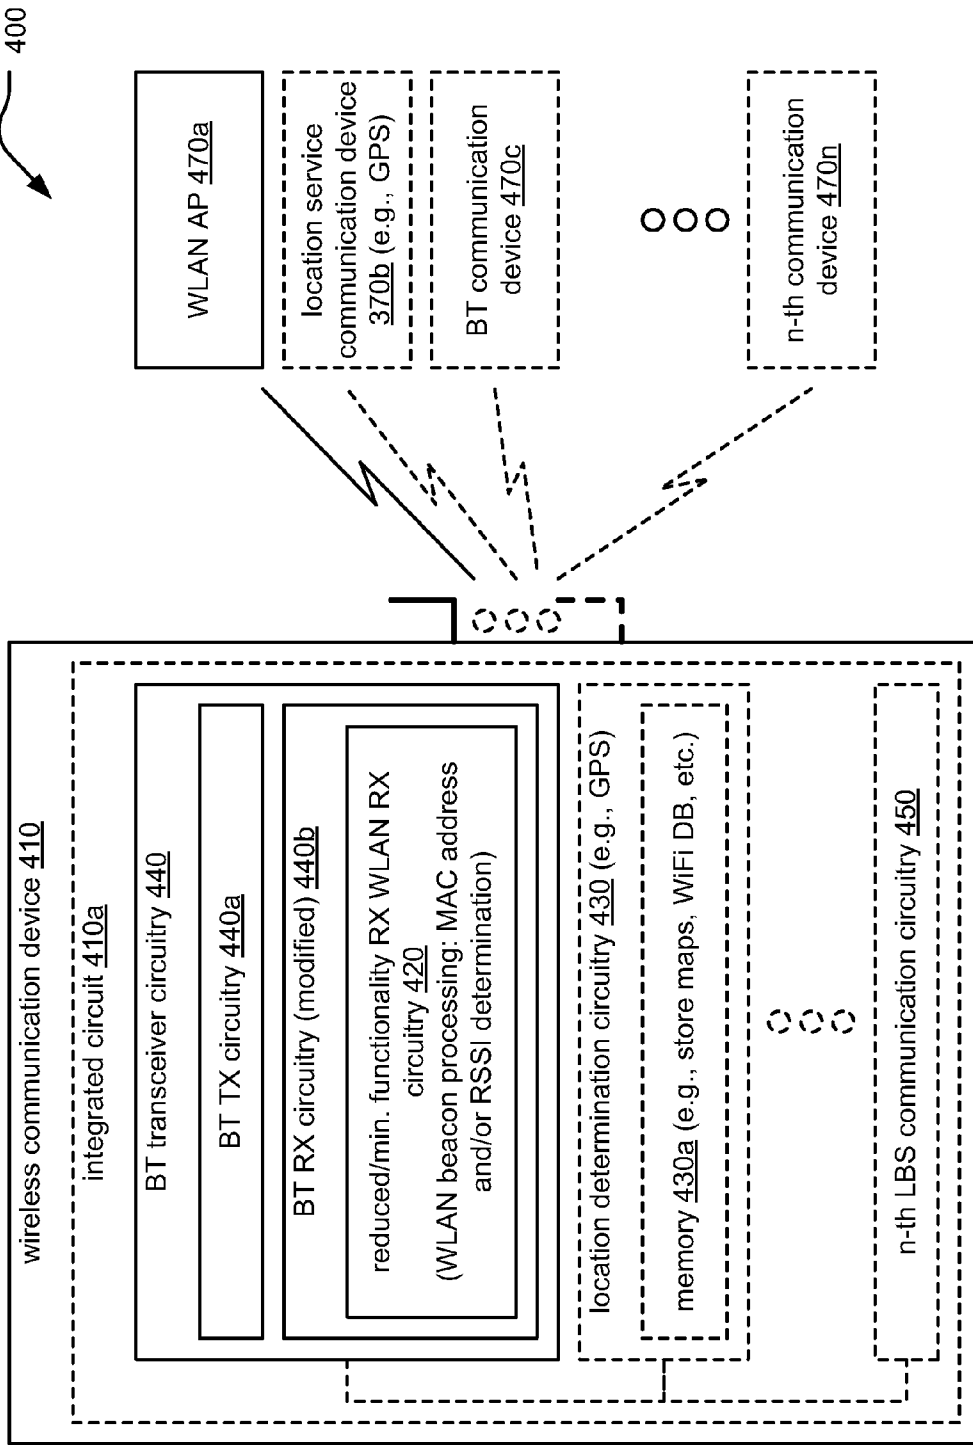 400
wireless communication device 410
integrated circuit 410a
BT transceiver circuitry 440
BT TX circuitry 440a
BT RX circuitry (modified) 440b
reduced/min. functionality RX WLAN RX
circuitry 420
(WLAN beacon processing: MAC address
and/or RSSI determination)
location determination circuitry 430 (e.g., GPS)
memory 430a (e.g., store maps, WiFi DB, etc.)
n-th LBS communication circuitry 450
WLAN AP 470a
location service
communication device
370b (e.g., GPS)
BT communication
device 470c
n-th communication
device 470n